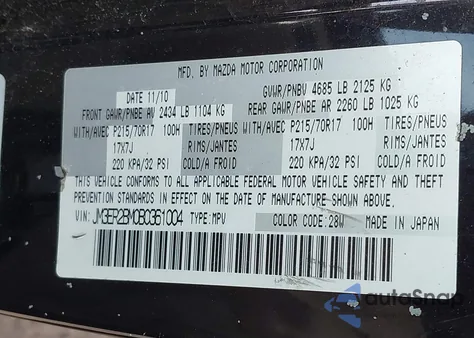 MFD. BY MAZDA MOTOR CORPORATION
DATE 11/10 GVWR/PNBV 4685 LB 2125 KG
FRONT GAWR/PNBE AV 2434 LB 1104 KG REAR GAWR/PNBE AR 2260 LB 1025 KG
WITH/AVEC P215/70R17 100H TIRES/PNEUS WITH/AVEC P215/70R17 100H TIRES/PNEUS
17X7J RIMS/JANTES 17X7J RIMS/JANTES
220 KPA/32 PSI COLD/A FROID 220 KPA/32 PSI COLD/A FROID
THIS VEHICLE CONFORMS TO ALL APPLICABLE FEDERAL MOTOR VEHICLE SAFETY AND THEFT
PREVENTION STANDARDS IN EFFECT ON THE DATE OF MANUFACTURE SHOWN ABOVE.
VIN: JM3ER2BM0B0361004 TYPE: MPV COLOR CODE: 28W MADE IN JAPAN
autoSnap